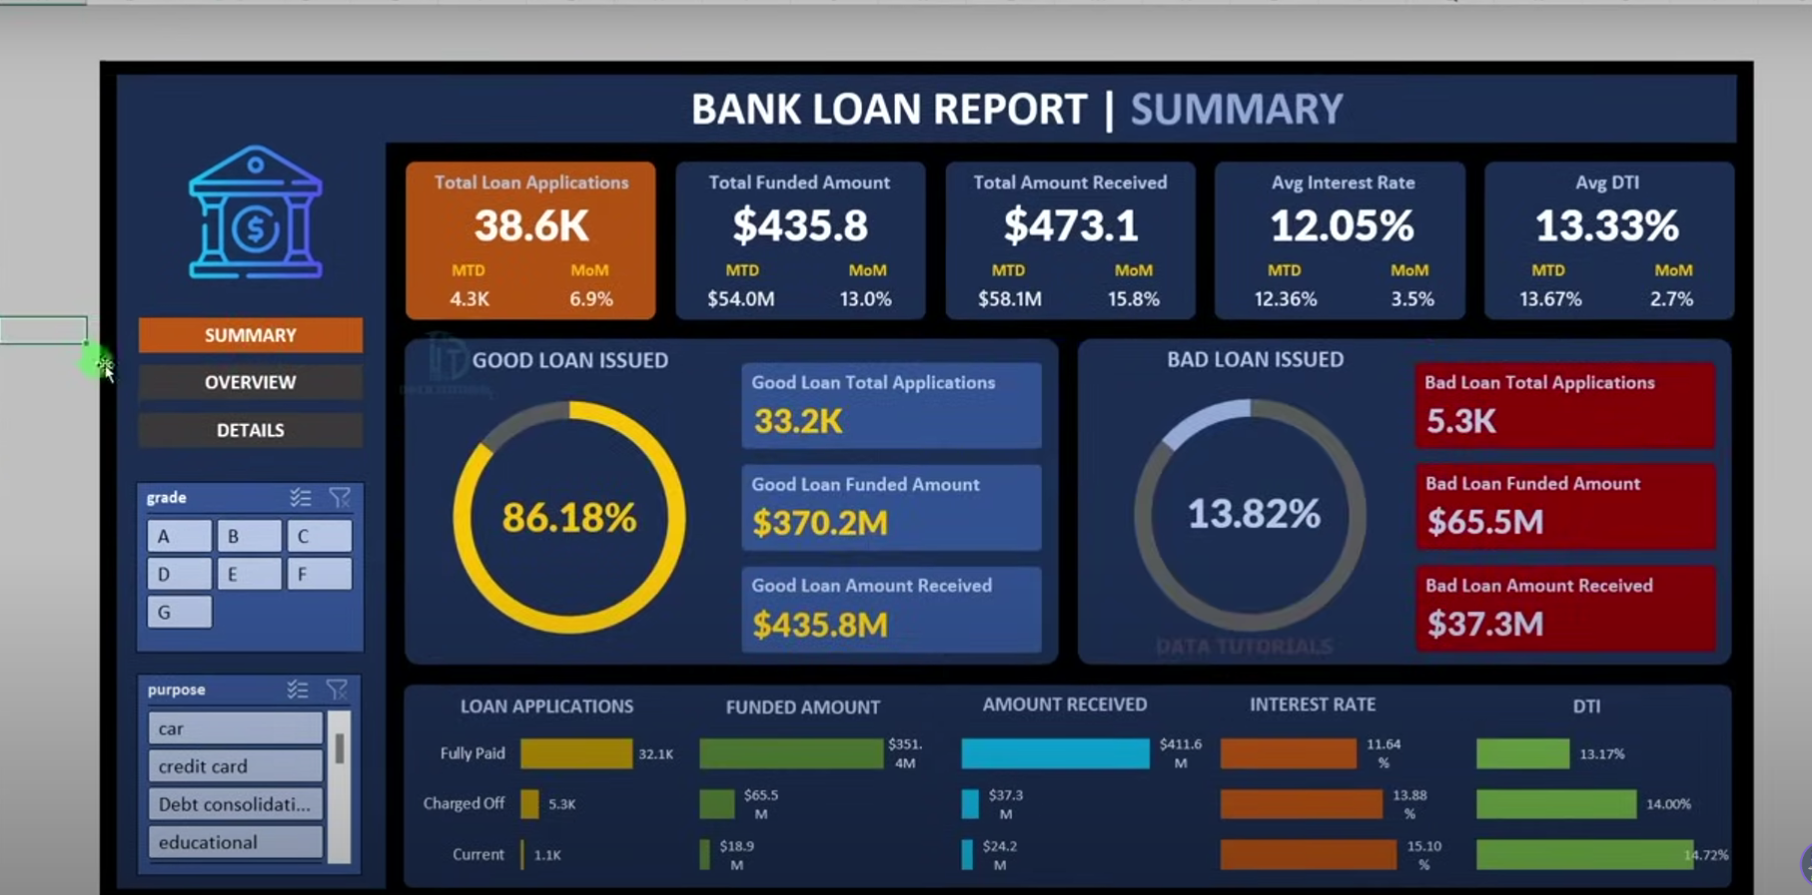 BANK LOAN REPORT | SUMMARY
Total Loan Applications
38.6K
MTD MoM
4.3K 6.9%
Total Funded Amount
$435.8
MTD MoM
$54.0M 13.0%
Total Amount Received
$473.1
MTD MoM
$58.1M 15.8%
Avg Interest Rate
12.05%
MTD MoM
12.36% 3.5%
Avg DTI
13.33%
MTD MoM
13.67% 2.7%
SUMMARY
OVERVIEW
DETAILS
grade
A B C
D E F
G
purpose
car
credit card
Debt consolidati...
educational
GOOD LOAN ISSUED
86.18%
Good Loan Total Applications
33.2K
Good Loan Funded Amount
$370.2M
Good Loan Amount Received
$435.8M
BAD LOAN ISSUED
13.82%
DATA TUTORIALS
Bad Loan Total Applications
5.3K
Bad Loan Funded Amount
$65.5M
Bad Loan Amount Received
$37.3M
LOAN APPLICATIONS
Fully Paid 32.1K
Charged Off 5.3K
Current 1.1K
FUNDED AMOUNT
$351.
4M
$65.5
M
$18.9
M
AMOUNT RECEIVED
$411.6
M
$37.3
M
$24.2
M
INTEREST RATE
11.64
%
13.88
%
15.10
%
DTI
13.17%
14.00%
14.72%